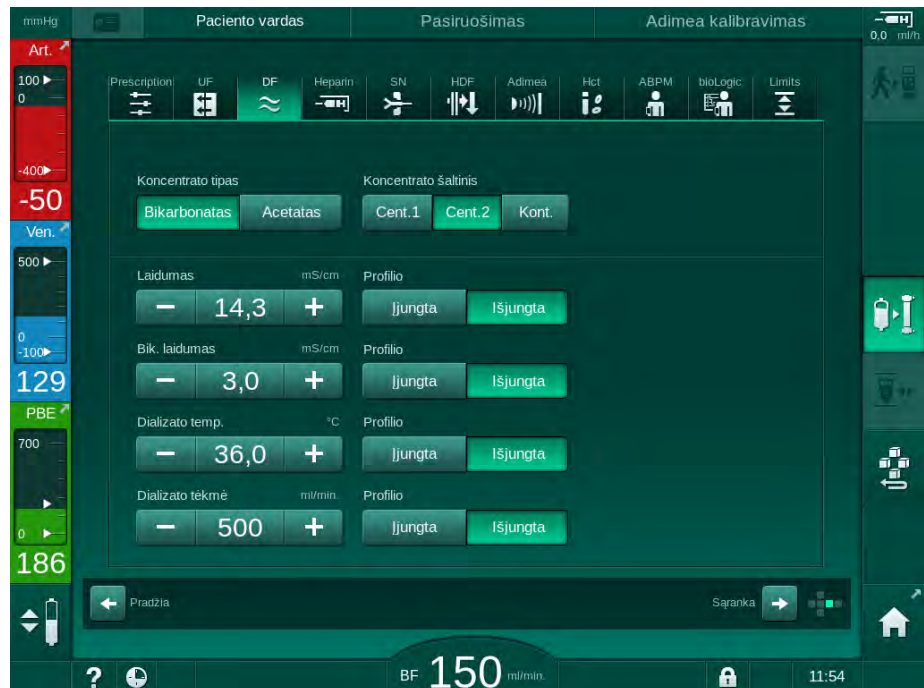 mmHg Paciento vardas Pasiruošimas Adimea kalibravimas
0,0 ml/h
Art.
100
0
-400
-50
Ven.
500
0
-100
129
PBE
700
0
186
Prescription UF DF Heparin SN HDF Adimea Hct ABPM bioLogic Limits
Koncentrato tipas Koncentrato šaltinis
Bikarbonatas Acetatas Cent.1 Cent.2 Kont.
Laidumas mS/cm Profilio
− 14,3 + Įjungta Išjungta
Bik. laidumas mS/cm Profilio
− 3,0 + Įjungta Išjungta
Dializato temp. °C Profilio
− 36,0 + Įjungta Išjungta
Dializato tėkmė ml/min. Profilio
− 500 + Įjungta Išjungta
Pradžia Sąranka
? BF 150 ml/min. 11:54